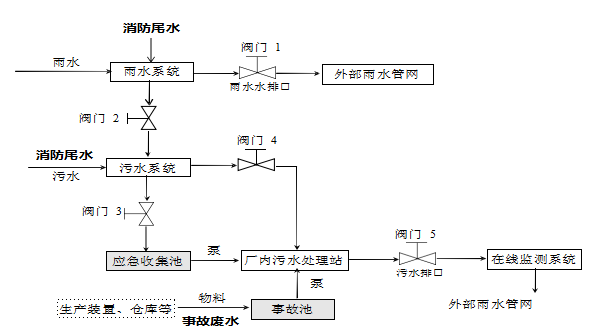 消防尾水
阀门 1
雨水
雨水系统
外部雨水管网
雨水水排口
阀门 2
阀门 4
消防尾水
污水系统
污水
阀门 3
阀门 5
泵
应急收集池
厂内污水处理站
在线监测系统
污水排口
泵
物料
外部雨水管网
生产装置、仓库等
事故池
事故废水